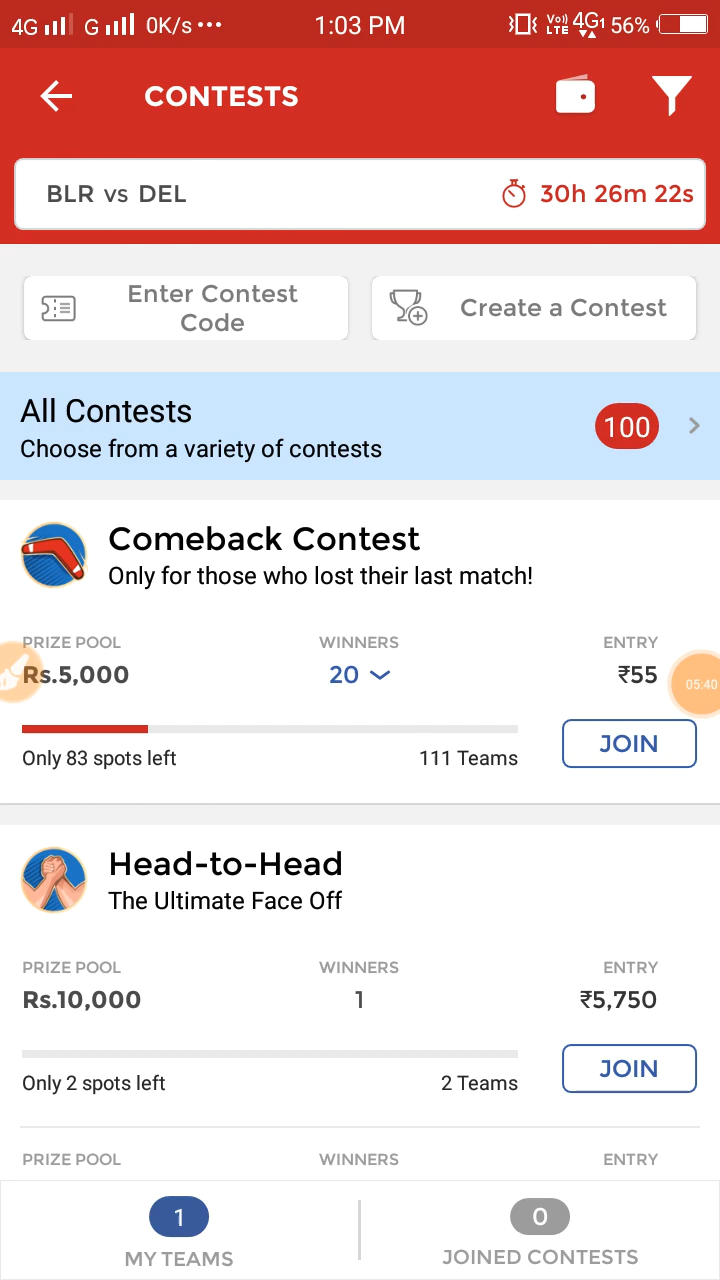 4G G 0K/s ••• 1:03 PM Vo)) LTE 4G1 56%
CONTESTS
BLR vs DEL 30h 26m 22s
Enter Contest
Code
Create a Contest
All Contests
Choose from a variety of contests
100
Comeback Contest
Only for those who lost their last match!
PRIZE POOL WINNERS ENTRY
Rs.5,000 20 ₹55
05:40
JOIN
Only 83 spots left 111 Teams
Head-to-Head
The Ultimate Face Off
PRIZE POOL WINNERS ENTRY
Rs.10,000 1 ₹5,750
JOIN
Only 2 spots left 2 Teams
PRIZE POOL WINNERS ENTRY
1 0
MY TEAMS JOINED CONTESTS